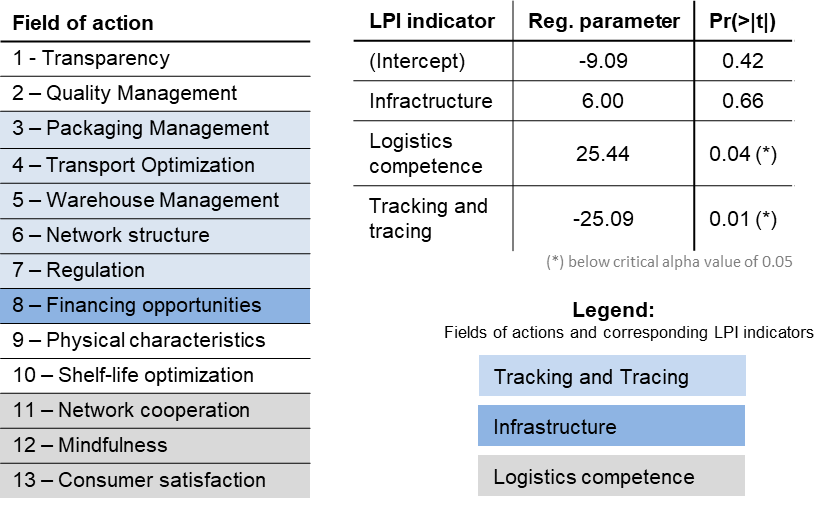 Field of action
1 - Transparency
2 – Quality Management
3 – Packaging Management
4 – Transport Optimization
5 – Warehouse Management
6 – Network structure
7 – Regulation
8 – Financing opportunities
9 – Physical characteristics
10 – Shelf-life optimization
11 – Network cooperation
12 – Mindfulness
13 – Consumer satisfaction
LPI indicator Reg. parameter Pr(>|t|)
(Intercept) -9.09 0.42
Infractructure 6.00 0.66
Logistics
competence 25.44 0.04 (*)
Tracking and
tracing -25.09 0.01 (*)
(*) below critical alpha value of 0.05
Legend:
Fields of actions and corresponding LPI indicators
Tracking and Tracing
Infrastructure
Logistics competence